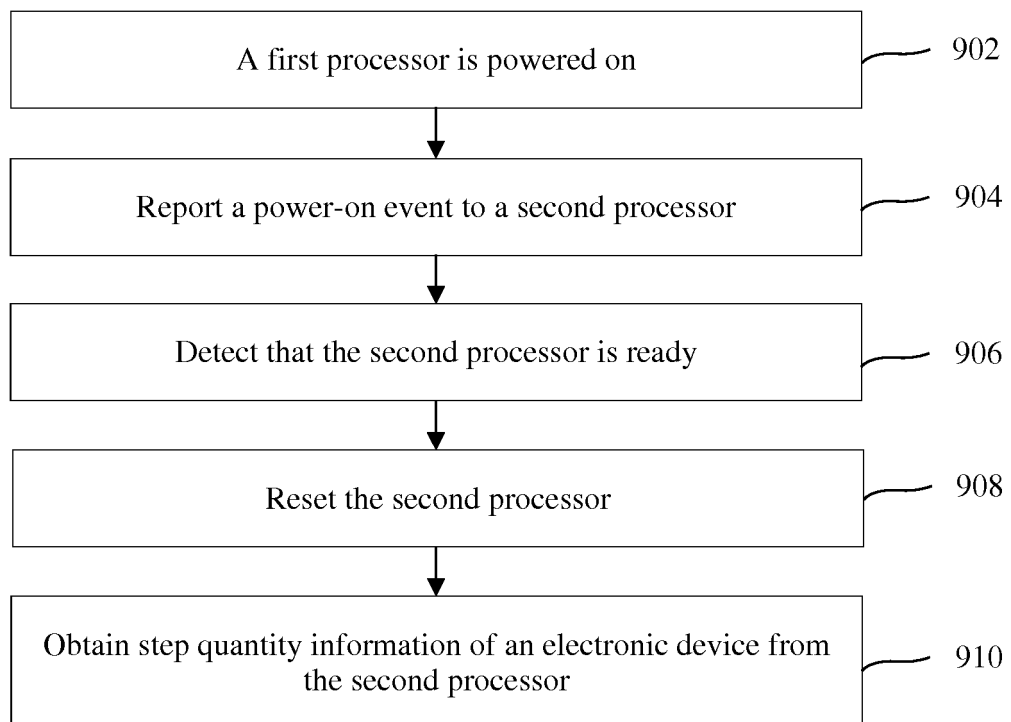 A first processor is powered on
902
Report a power-on event to a second processor
904
Detect that the second processor is ready
906
Reset the second processor
908
Obtain step quantity information of an electronic device from
the second processor
910